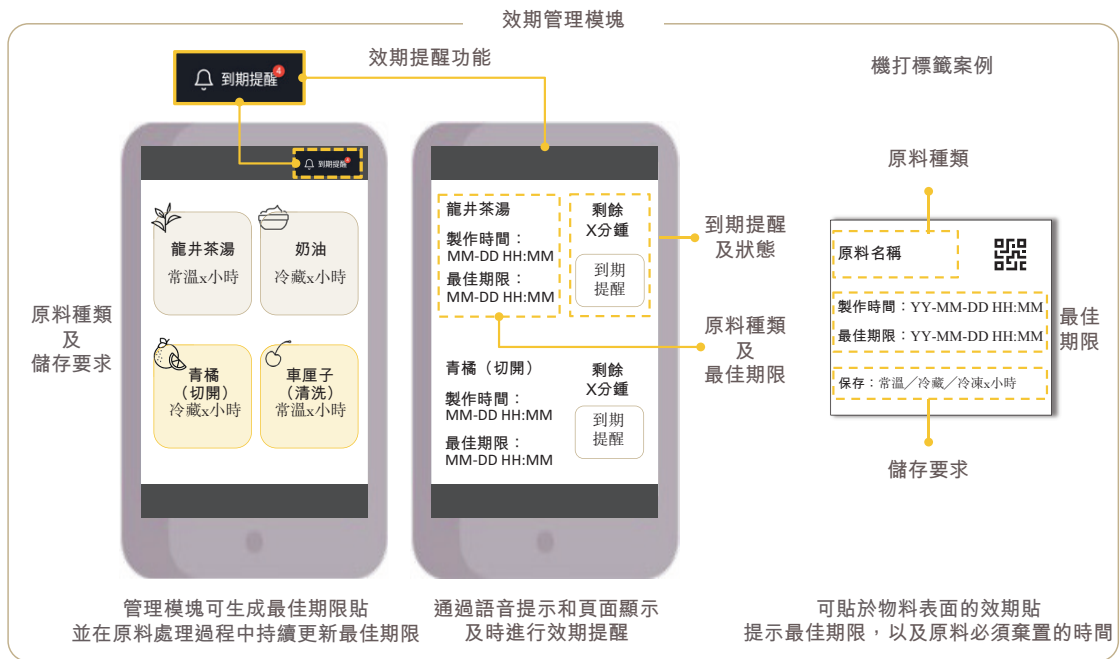 效期管理模塊
效期提醒功能
機打標籤案例
到期提醒
4
到期提醒
4
原料種類
及
儲存要求
龍井茶湯
常溫x小時
奶油
冷藏x小時
青橘
（切開）
冷藏x小時
車厘子
（清洗）
常溫x小時
管理模塊可生成最佳期限貼
並在原料處理過程中持續更新最佳期限
龍井茶湯
製作時間：
MM-DD HH:MM
最佳期限：
MM-DD HH:MM
剩餘
X分鍾
到期
提醒
青橘（切開）
製作時間：
MM-DD HH:MM
最佳期限：
MM-DD HH:MM
剩餘
X分鍾
到期
提醒
到期提醒
及狀態
原料種類
及
最佳期限
通過語音提示和頁面顯示
及時進行效期提醒
原料種類
原料名稱
製作時間：YY-MM-DD HH:MM
最佳期限：YY-MM-DD HH:MM
保存：常溫／冷藏／冷凍x小時
最佳
期限
儲存要求
可貼於物料表面的效期貼
提示最佳期限，以及原料必須棄置的時間